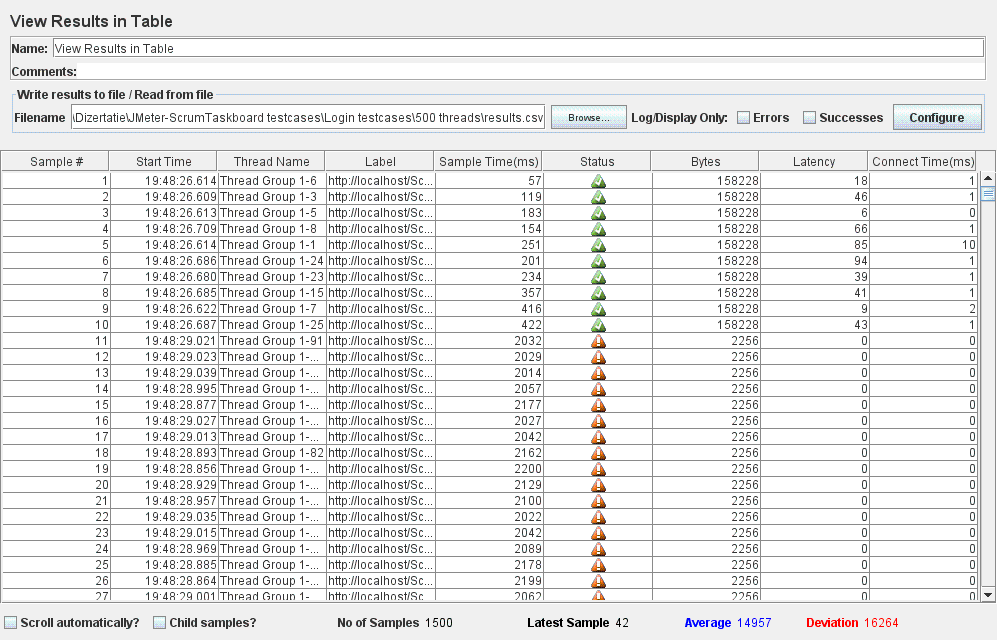 View Results in Table
Name: View Results in Table
Comments:
Write results to file / Read from file
Filename \Dizertatie\JMeter-ScrumTaskboard testcases\Login testcases\500 threads\results.csv Browse... Log/Display Only: Errors Successes Configure
Sample # Start Time Thread Name Label Sample Time(ms) Status Bytes Latency Connect Time(ms)
1 19:48:26.614 Thread Group 1-6 http://localhost/Sc... 57 158228 18 1
2 19:48:26.609 Thread Group 1-3 http://localhost/Sc... 119 158228 46 1
3 19:48:26.613 Thread Group 1-5 http://localhost/Sc... 183 158228 6 0
4 19:48:26.709 Thread Group 1-8 http://localhost/Sc... 154 158228 66 1
5 19:48:26.614 Thread Group 1-1 http://localhost/Sc... 251 158228 85 10
6 19:48:26.686 Thread Group 1-24 http://localhost/Sc... 201 158228 94 1
7 19:48:26.680 Thread Group 1-23 http://localhost/Sc... 234 158228 39 1
8 19:48:26.685 Thread Group 1-15 http://localhost/Sc... 357 158228 41 1
9 19:48:26.622 Thread Group 1-7 http://localhost/Sc... 416 158228 9 2
10 19:48:26.687 Thread Group 1-25 http://localhost/Sc... 422 158228 43 1
11 19:48:29.021 Thread Group 1-91 http://localhost/Sc... 2032 2256 0 0
12 19:48:29.023 Thread Group 1-... http://localhost/Sc... 2029 2256 0 0
13 19:48:29.039 Thread Group 1-... http://localhost/Sc... 2014 2256 0 0
14 19:48:28.995 Thread Group 1-... http://localhost/Sc... 2057 2256 0 0
15 19:48:28.877 Thread Group 1-... http://localhost/Sc... 2177 2256 0 0
16 19:48:29.027 Thread Group 1-... http://localhost/Sc... 2027 2256 0 0
17 19:48:29.013 Thread Group 1-... http://localhost/Sc... 2042 2256 0 0
18 19:48:28.893 Thread Group 1-82 http://localhost/Sc... 2162 2256 0 0
19 19:48:28.856 Thread Group 1-... http://localhost/Sc... 2200 2256 0 0
20 19:48:28.929 Thread Group 1-... http://localhost/Sc... 2129 2256 0 0
21 19:48:28.957 Thread Group 1-... http://localhost/Sc... 2100 2256 0 0
22 19:48:29.035 Thread Group 1-... http://localhost/Sc... 2022 2256 0 0
23 19:48:29.015 Thread Group 1-... http://localhost/Sc... 2042 2256 0 0
24 19:48:28.969 Thread Group 1-... http://localhost/Sc... 2089 2256 0 0
25 19:48:28.885 Thread Group 1-... http://localhost/Sc... 2178 2256 0 0
26 19:48:28.864 Thread Group 1-... http://localhost/Sc... 2199 2256 0 0
27 19:48:29.001 Thread Group 1- http://localhost/Sc... 2062 2256 0 0
Scroll automatically? Child samples? No of Samples 1500 Latest Sample 42 Average 14957 Deviation 16264